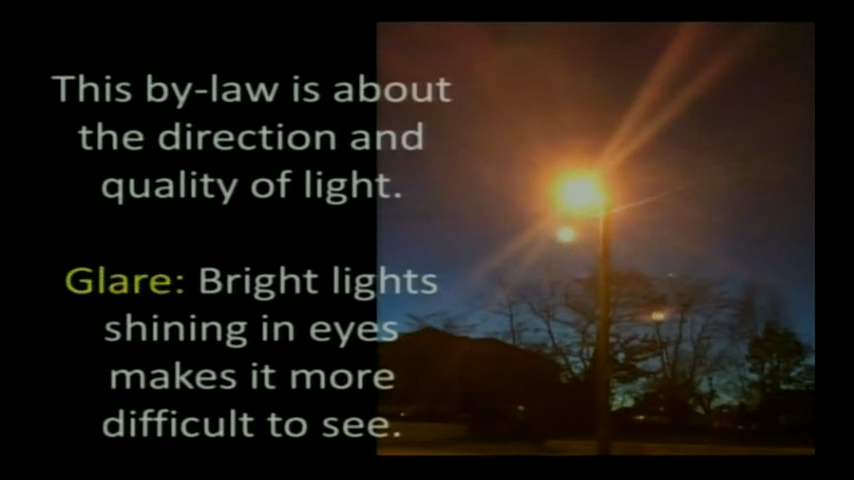 This by-law is about
the direction and
quality of light.
Glare: Bright lights
shining in eyes
makes it more
difficult to see.